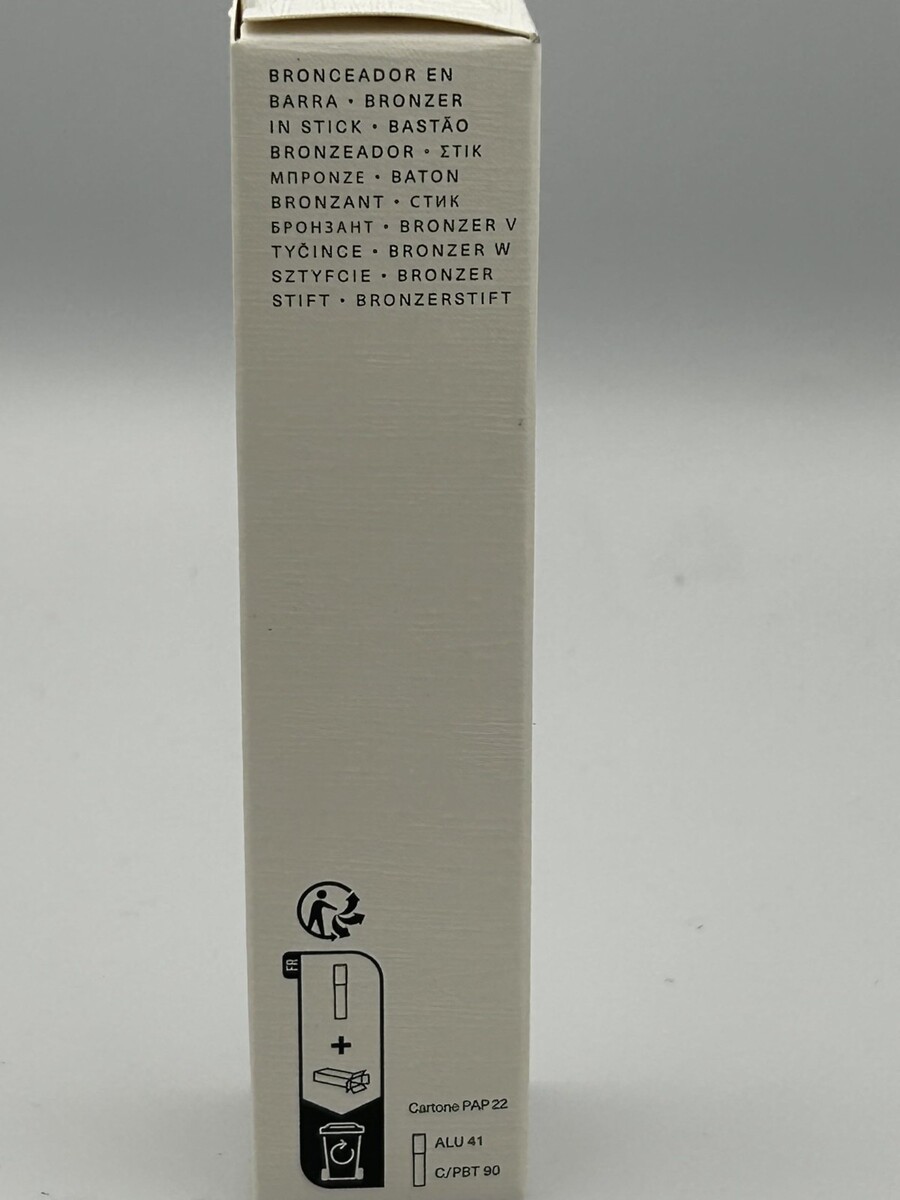 BRONCEADOR EN
BARRA • BRONZER
IN STICK • BASTÃO
BRONZEADOR • ΣΤΙΚ
ΜΠΡΟΝΖΕ • BATON
BRONZANT • СТИК
БРОНЗАНТ • BRONZER V
TYČINCE • BRONZER W
SZTYFCIE • BRONZER
STIFT • BRONZERSTIFT
FR
+
Cartone PAP 22
ALU 41
C/PBT 90